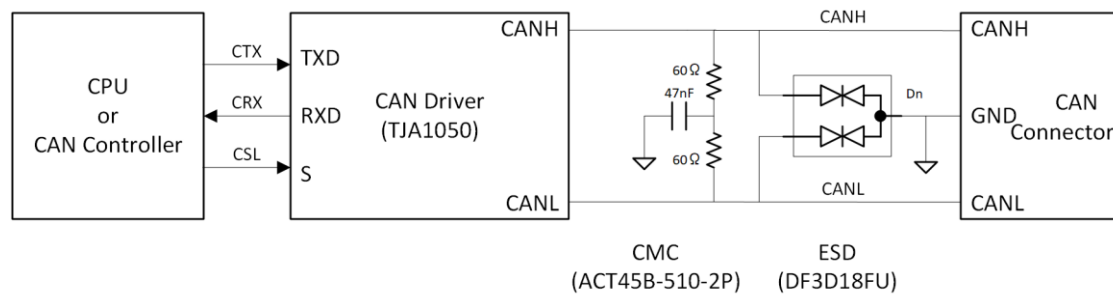 CPU
or
CAN Controller
CTX
CRX
CSL
TXD
RXD
S
CAN Driver
(TJA1050)
CANH
CANL
60Ω
47nF
60Ω
CANH
Dn
CANL
CANH
GND
CANL
CAN
Connector
CMC
(ACT45B-510-2P)
ESD
(DF3D18FU)